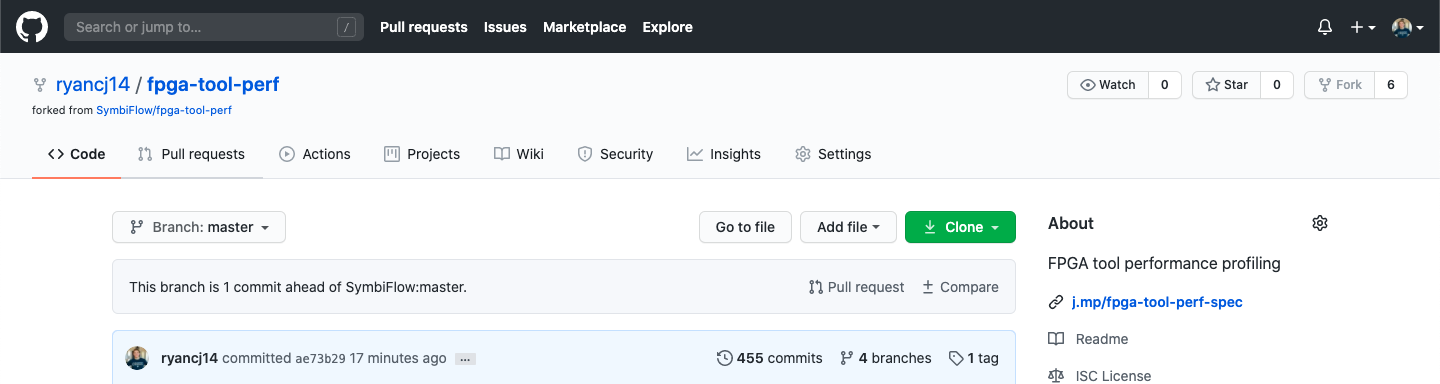 Search or jump to... / Pull requests Issues Marketplace Explore
ryancj14 / fpga-tool-perf Watch 0 Star 0 Fork 6
forked from SymbiFlow/fpga-tool-perf
Code Pull requests Actions Projects Wiki Security Insights Settings
Branch: master Go to file Add file Clone About
FPGA tool performance profiling
This branch is 1 commit ahead of SymbiFlow:master. Pull request Compare
j.mp/fpga-tool-perf-spec
Readme
ryancj14 committed ae73b29 17 minutes ago ... 455 commits 4 branches 1 tag
ISC License